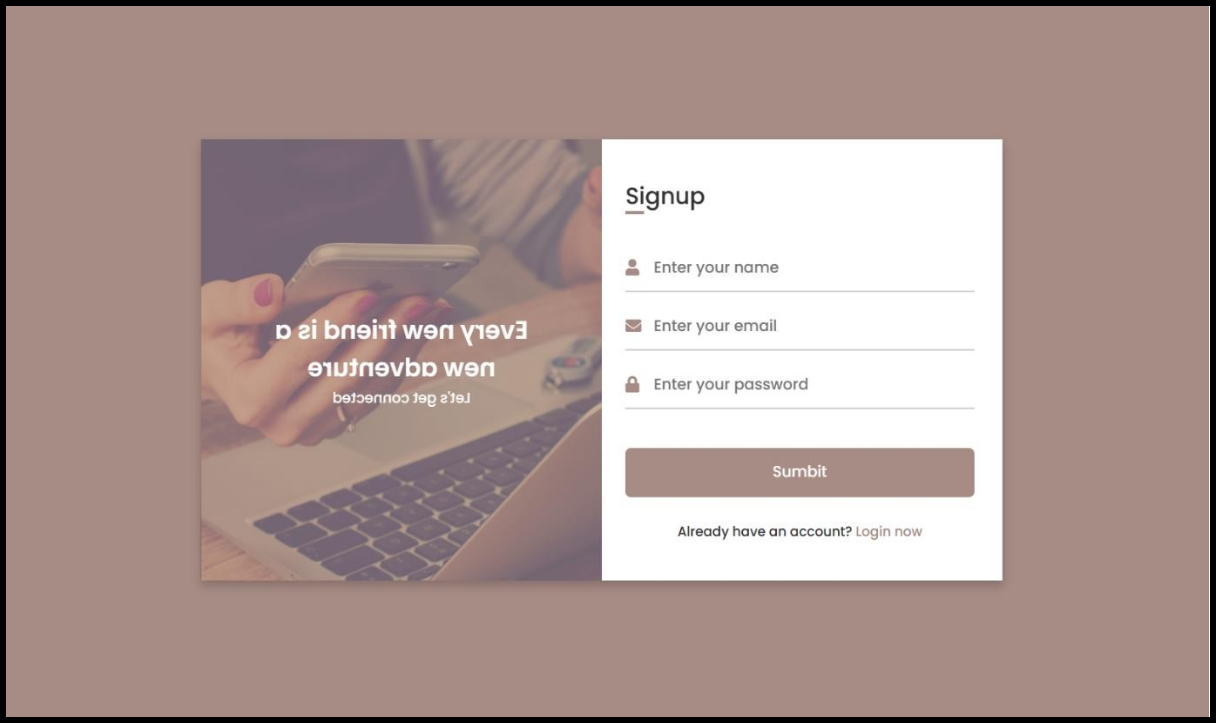 Every new friend is a
new adventure
Let's get connected
Signup
Enter your name
Enter your email
Enter your password
Sumbit
Already have an account? Login now